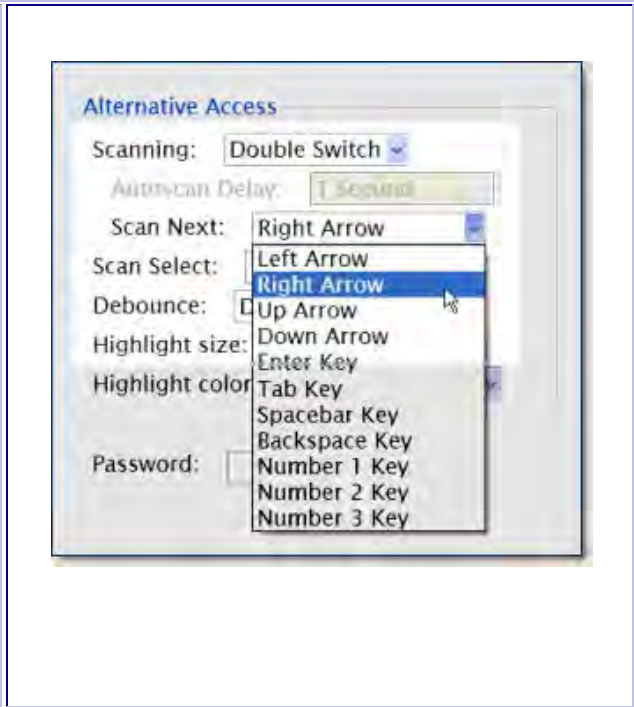 Alternative Access
Scanning: Double Switch
Autoscan Delay: 1 Second
Scan Next: Right Arrow
Scan Select:
Left Arrow
Right Arrow
Debounce: D
Up Arrow
Highlight size:
Down Arrow
Enter Key
Highlight color
Tab Key
Spacebar Key
Backspace Key
Password:
Number 1 Key
Number 2 Key
Number 3 Key